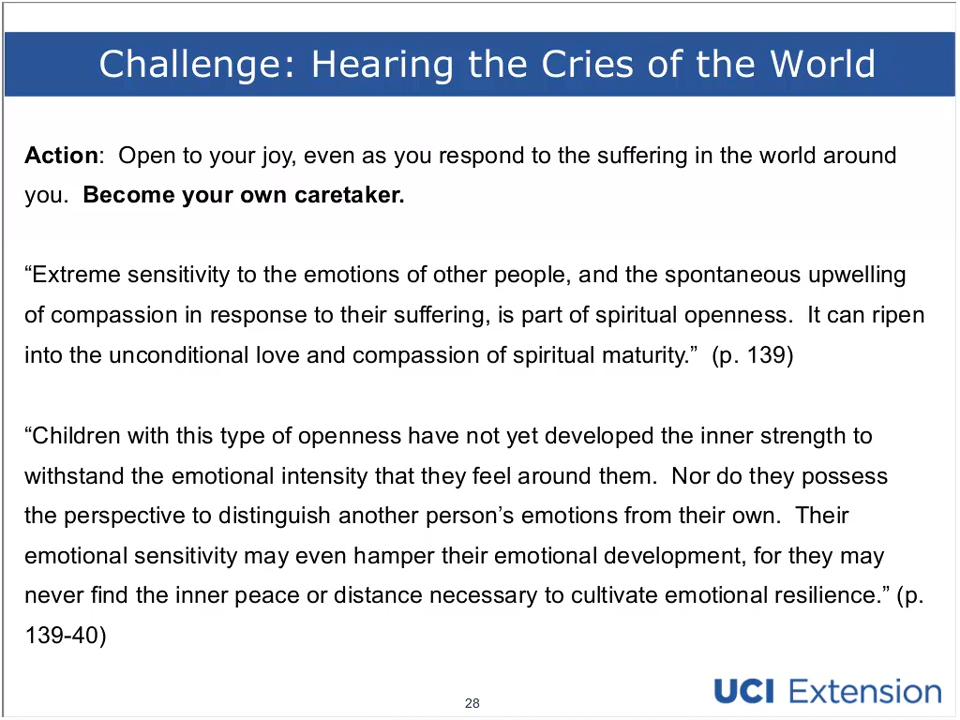 Challenge: Hearing the Cries of the World
Action:  Open to your joy, even as you respond to the suffering in the world around
you.  Become your own caretaker.
“Extreme sensitivity to the emotions of other people, and the spontaneous upwelling
of compassion in response to their suffering, is part of spiritual openness.  It can ripen
into the unconditional love and compassion of spiritual maturity.”  (p. 139)
“Children with this type of openness have not yet developed the inner strength to
withstand the emotional intensity that they feel around them.  Nor do they possess
the perspective to distinguish another person’s emotions from their own.  Their
emotional sensitivity may even hamper their emotional development, for they may
never find the inner peace or distance necessary to cultivate emotional resilience.” (p.
139-40)
28
UCI Extension